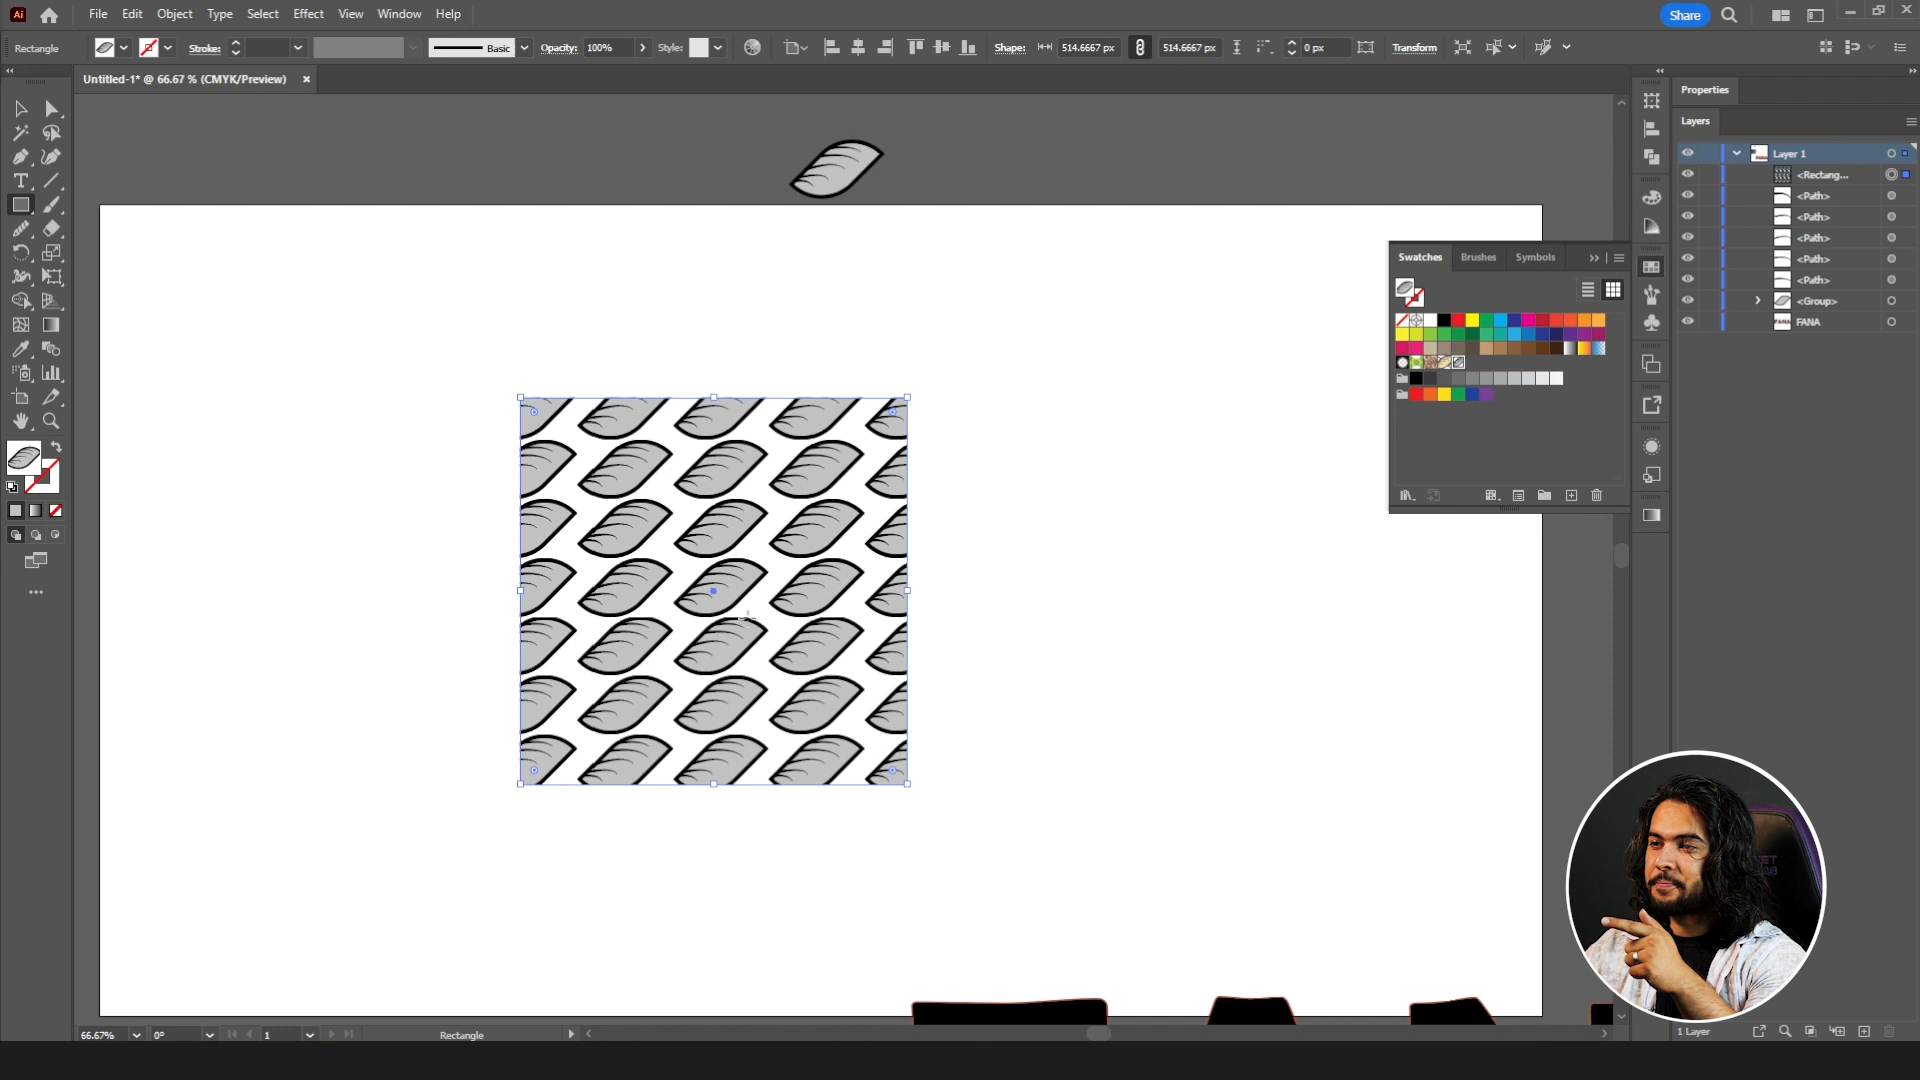 Ai File Edit Object Type Select Effect View Window Help Share
Rectangle Stroke: Basic Opacity: 100% Style: Shape: 514.6667 px 514.6667 px 0 px Transform
Untitled-1* @ 66.67 % (CMYK/Preview) ×
Properties
Layers
Layer 1
<Rectang...
<Path>
<Path>
<Path>
<Path>
<Path>
<Group>
FANA
Swatches Brushes Symbols
66.67% 0° 1 Rectangle
1 Layer